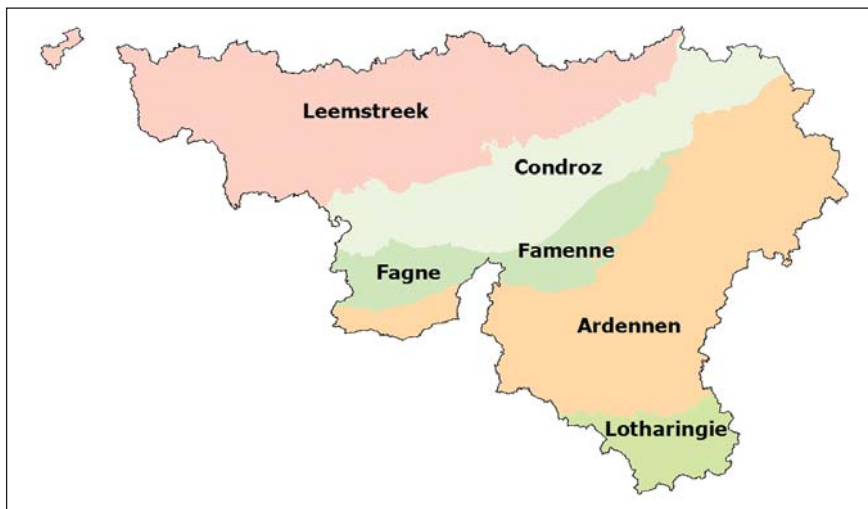 Leemstreek
Condroz
Famenne
Fagne
Ardennen
Lotharingie